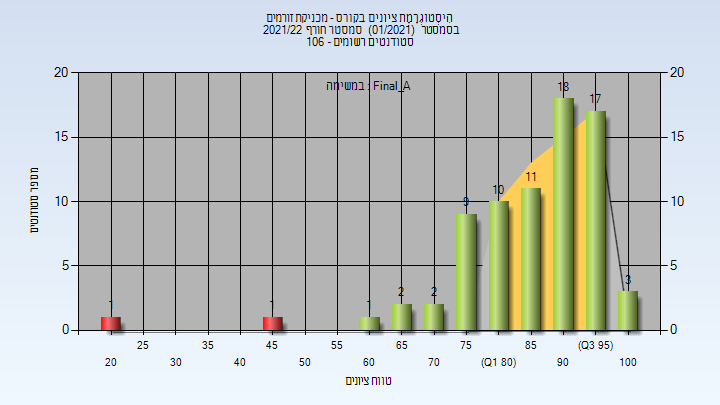 היסטוגרמת ציונים בקורס - מכניקת זורמים
בסמסטר (01/2021) סמסטר חורף 2021/22
סטודנטים רשומים - 106
במשימה : Final_A
מספר סטודנטים
20 20
15 15
10 10
5 5
0 0
1 1 1 2 2 9 10 11 18 17 3
25 35 45 55 65 75 85 (Q3 95)
20 30 40 50 60 70 (Q1 80) 90 100
טווח ציונים